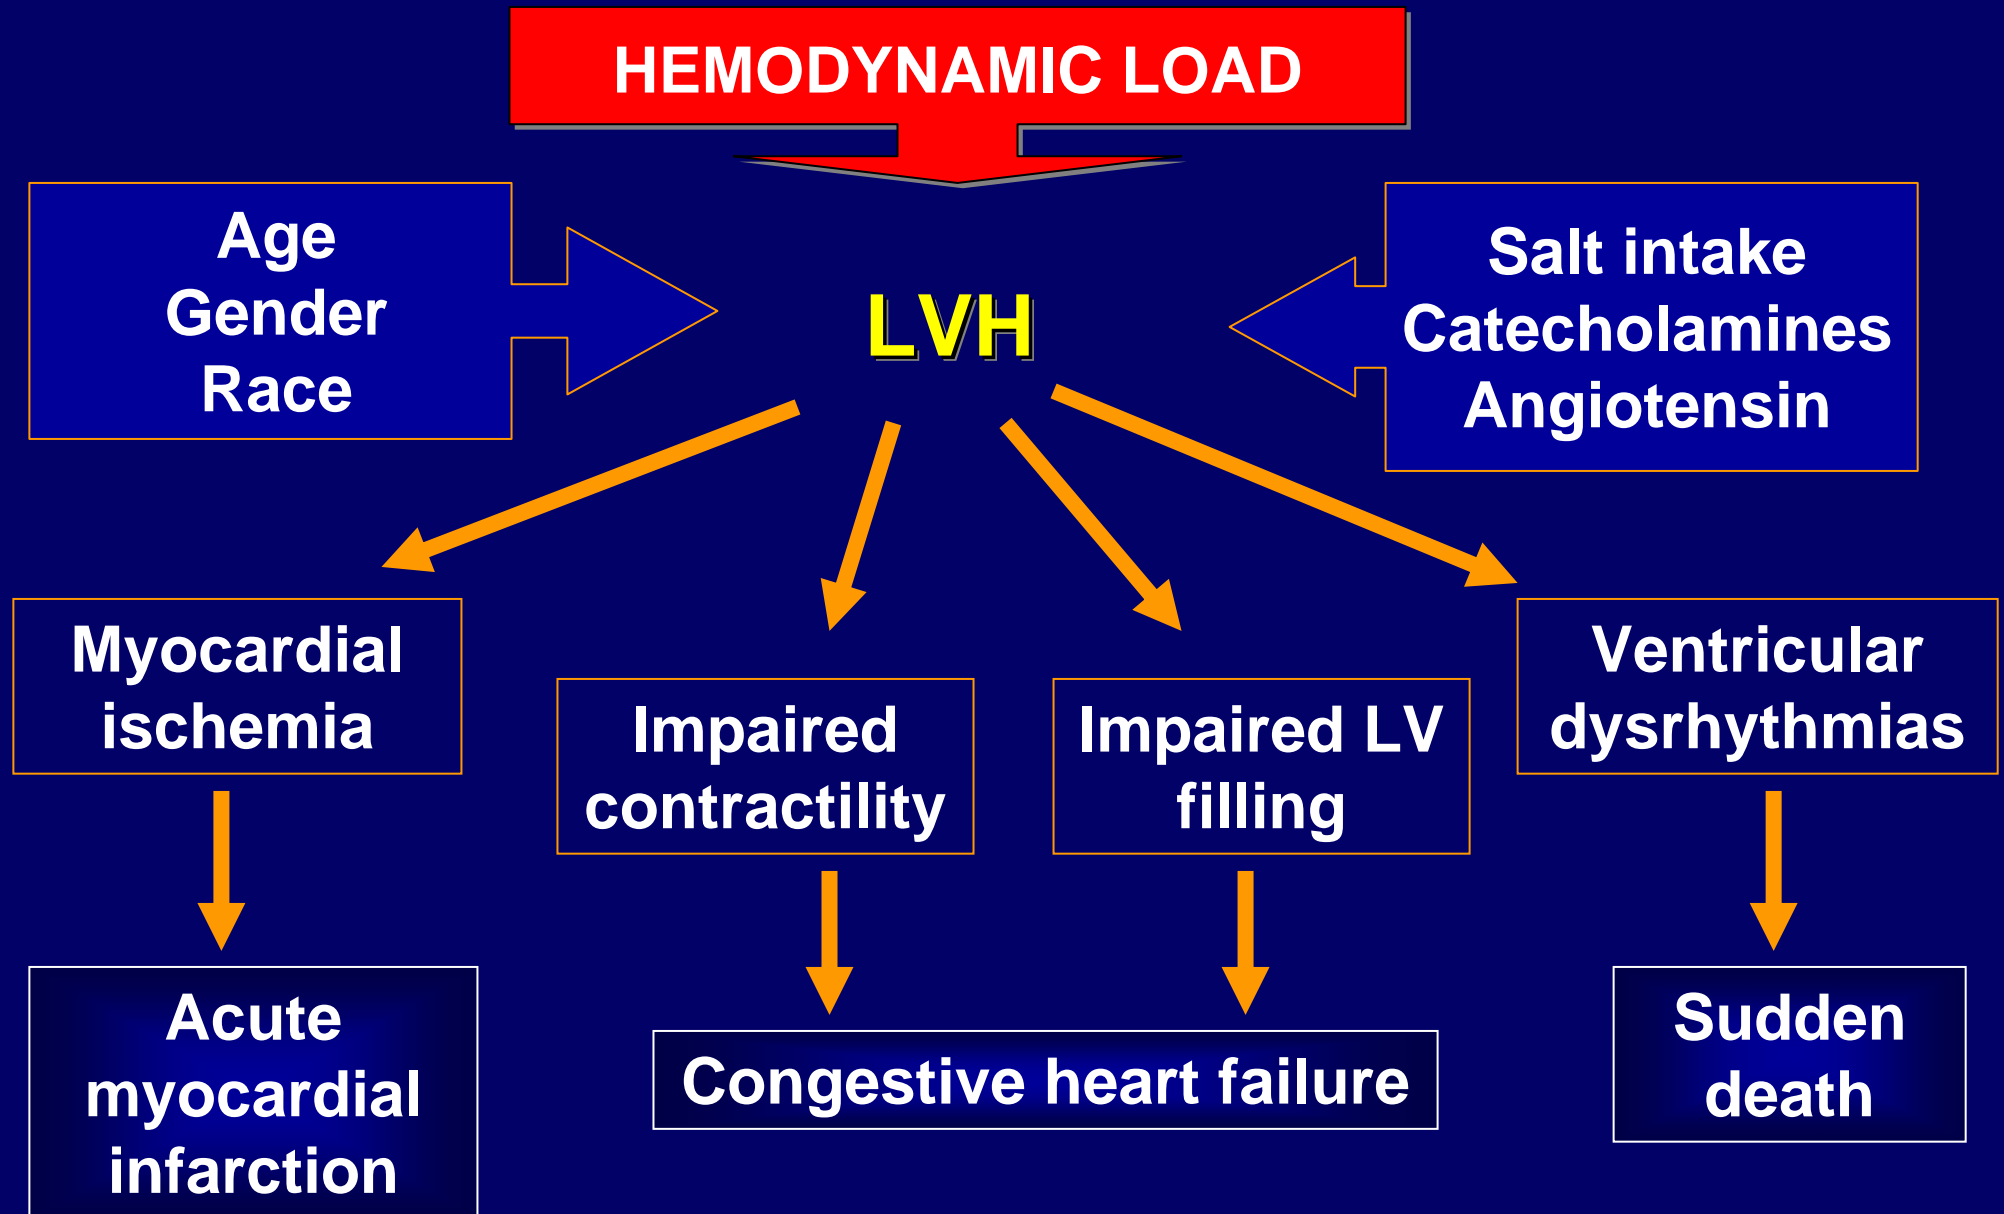 HEMODYNAMIC LOAD
Age
Gender
Race
LVH
Salt intake
Catecholamines
Angiotensin
Myocardial
ischemia
Impaired
contractility
Impaired LV
filling
Ventricular
dysrhythmias
Acute
myocardial
infarction
Congestive heart failure
Sudden
death